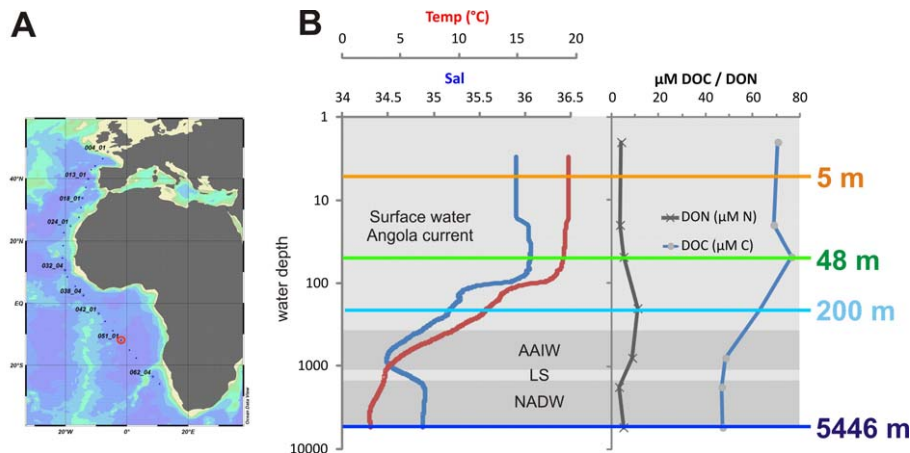 A
004_01
013_01
019_01
024_01
032_04
039_04
042_01
051_01
062_04
40°N
20°N
EQ
20°S
20°W
0°
20°E
Ocean Data View
B
Temp (°C)
0 5 10 15 20
Sal
34 34.5 35 35.5 36 36.5
µM DOC / DON
0 20 40 60 80
water depth
1
10
100
1000
10000
Surface water
Angola current
AAIW
LS
NADW
DON (µM N)
DOC (µM C)
5 m
48 m
200 m
5446 m